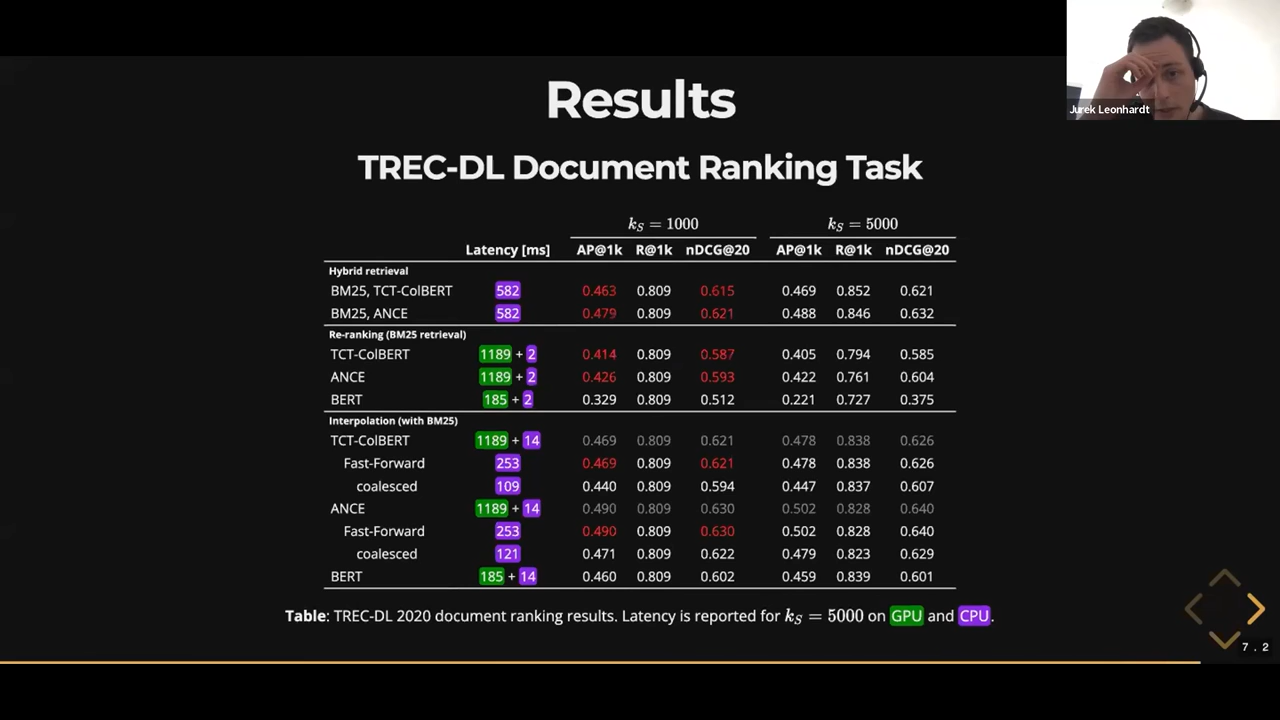 Jurek Leonhardt
Results
TREC-DL Document Ranking Task
kS = 1000 kS = 5000
Latency [ms] AP@1k R@1k nDCG@20 AP@1k R@1k nDCG@20
Hybrid retrieval
BM25, TCT-ColBERT 582 0.463 0.809 0.615 0.469 0.852 0.621
BM25, ANCE 582 0.479 0.809 0.621 0.488 0.846 0.632
Re-ranking (BM25 retrieval)
TCT-ColBERT 1189 + 2 0.414 0.809 0.587 0.405 0.794 0.585
ANCE 1189 + 2 0.426 0.809 0.593 0.422 0.761 0.604
BERT 185 + 2 0.329 0.809 0.512 0.221 0.727 0.375
Interpolation (with BM25)
TCT-ColBERT 1189 + 14 0.469 0.809 0.621 0.478 0.838 0.626
Fast-Forward 253 0.469 0.809 0.621 0.478 0.838 0.626
coalesced 109 0.440 0.809 0.594 0.447 0.837 0.607
ANCE 1189 + 14 0.490 0.809 0.630 0.502 0.828 0.640
Fast-Forward 253 0.490 0.809 0.630 0.502 0.828 0.640
coalesced 121 0.471 0.809 0.622 0.479 0.823 0.629
BERT 185 + 14 0.460 0.809 0.602 0.459 0.839 0.601
Table: TREC-DL 2020 document ranking results. Latency is reported for kS = 5000 on GPU and CPU.
7 . 2